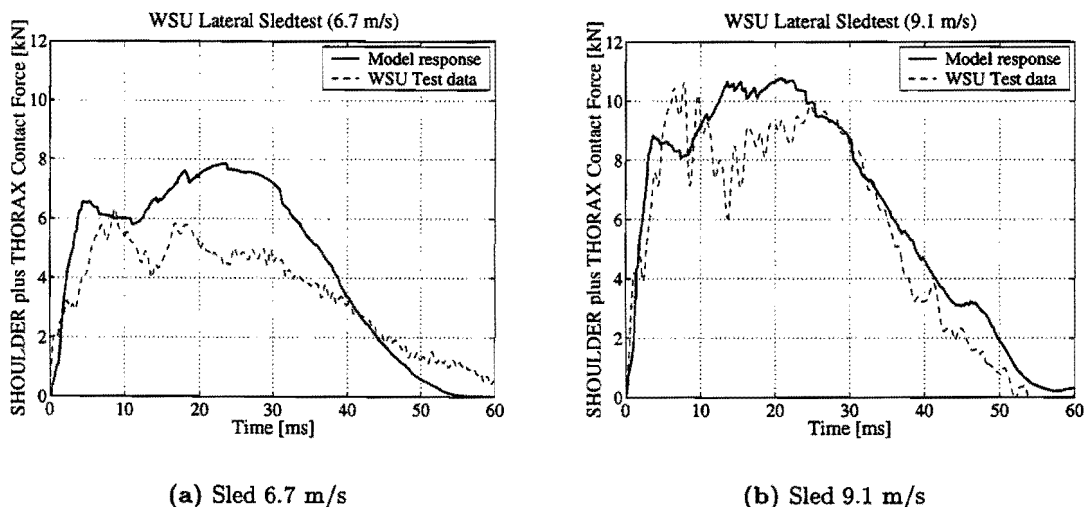 WSU Lateral Sledtest (6.7 m/s)
SHOULDER plus THORAX Contact Force [kN]
12
10
8
6
4
2
0
Model response
WSU Test data
0 10 20 30 40 50 60
Time [ms]
(a) Sled 6.7 m/s
WSU Lateral Sledtest (9.1 m/s)
SHOULDER plus THORAX Contact Force [kN]
12
10
8
6
4
2
0
Model response
WSU Test data
0 10 20 30 40 50 60
Time [ms]
(b) Sled 9.1 m/s